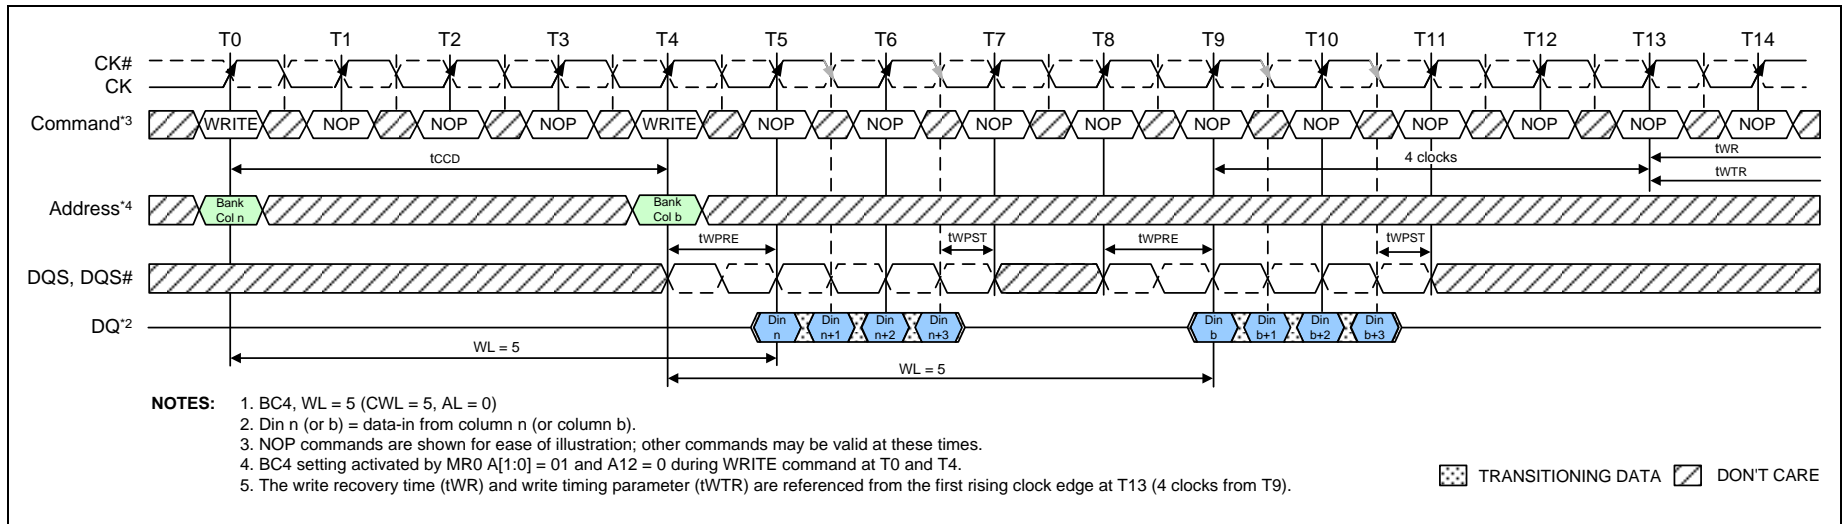 T0 T1 T2 T3 T4 T5 T6 T7 T8 T9 T10 T11 T12 T13 T14
CK#
CK
Command*3 WRITE NOP NOP NOP WRITE NOP NOP NOP NOP NOP NOP NOP NOP NOP NOP
tCCD 4 clocks tWR
tWTR
Address*4 Bank Col n Bank Col b
tWPRE tWPST tWPRE tWPST
DQS, DQS#
DQ*2 Din n Din n+1 Din n+2 Din n+3 Din b Din b+1 Din b+2 Din b+3
WL = 5
WL = 5
NOTES: 1. BC4, WL = 5 (CWL = 5, AL = 0)
2. Din n (or b) = data-in from column n (or column b).
3. NOP commands are shown for ease of illustration; other commands may be valid at these times.
4. BC4 setting activated by MR0 A[1:0] = 01 and A12 = 0 during WRITE command at T0 and T4.
5. The write recovery time (tWR) and write timing parameter (tWTR) are referenced from the first rising clock edge at T13 (4 clocks from T9).
TRANSITIONING DATA DON'T CARE